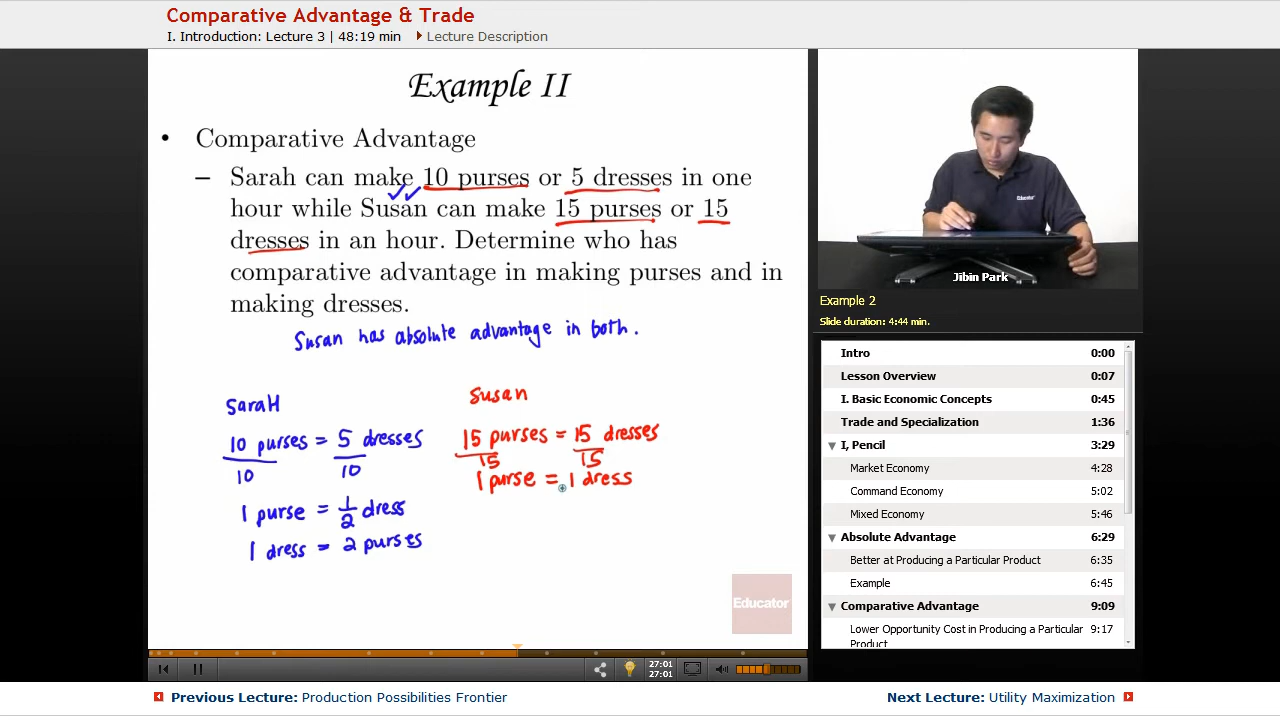 Comparative Advantage & Trade
I. Introduction: Lecture 3 | 48:19 min
Lecture Description
Example II
• Comparative Advantage
– Sarah can make 10 purses or 5 dresses in one
hour while Susan can make 15 purses or 15
dresses in an hour. Determine who has
comparative advantage in making purses and in
making dresses.
Susan has absolute advantage in both.
SaraH
10 purses = 5 dresses
10 10
1 purse = 1/2 dress
1 dress = 2 purses
Susan
15 purses = 15 dresses
15 15
1 purse = 1 dress
Educator
Educator
Jibin Park
Example 2
Slide duration: 4:44 min.
Intro 0:00
Lesson Overview 0:07
I. Basic Economic Concepts 0:45
Trade and Specialization 1:36
I, Pencil 3:29
Market Economy 4:28
Command Economy 5:02
Mixed Economy 5:46
Absolute Advantage 6:29
Better at Producing a Particular Product 6:35
Example 6:45
Comparative Advantage 9:09
Lower Opportunity Cost in Producing a Particular 9:17
Product
27:01
27:01
Previous Lecture: Production Possibilities Frontier
Next Lecture: Utility Maximization